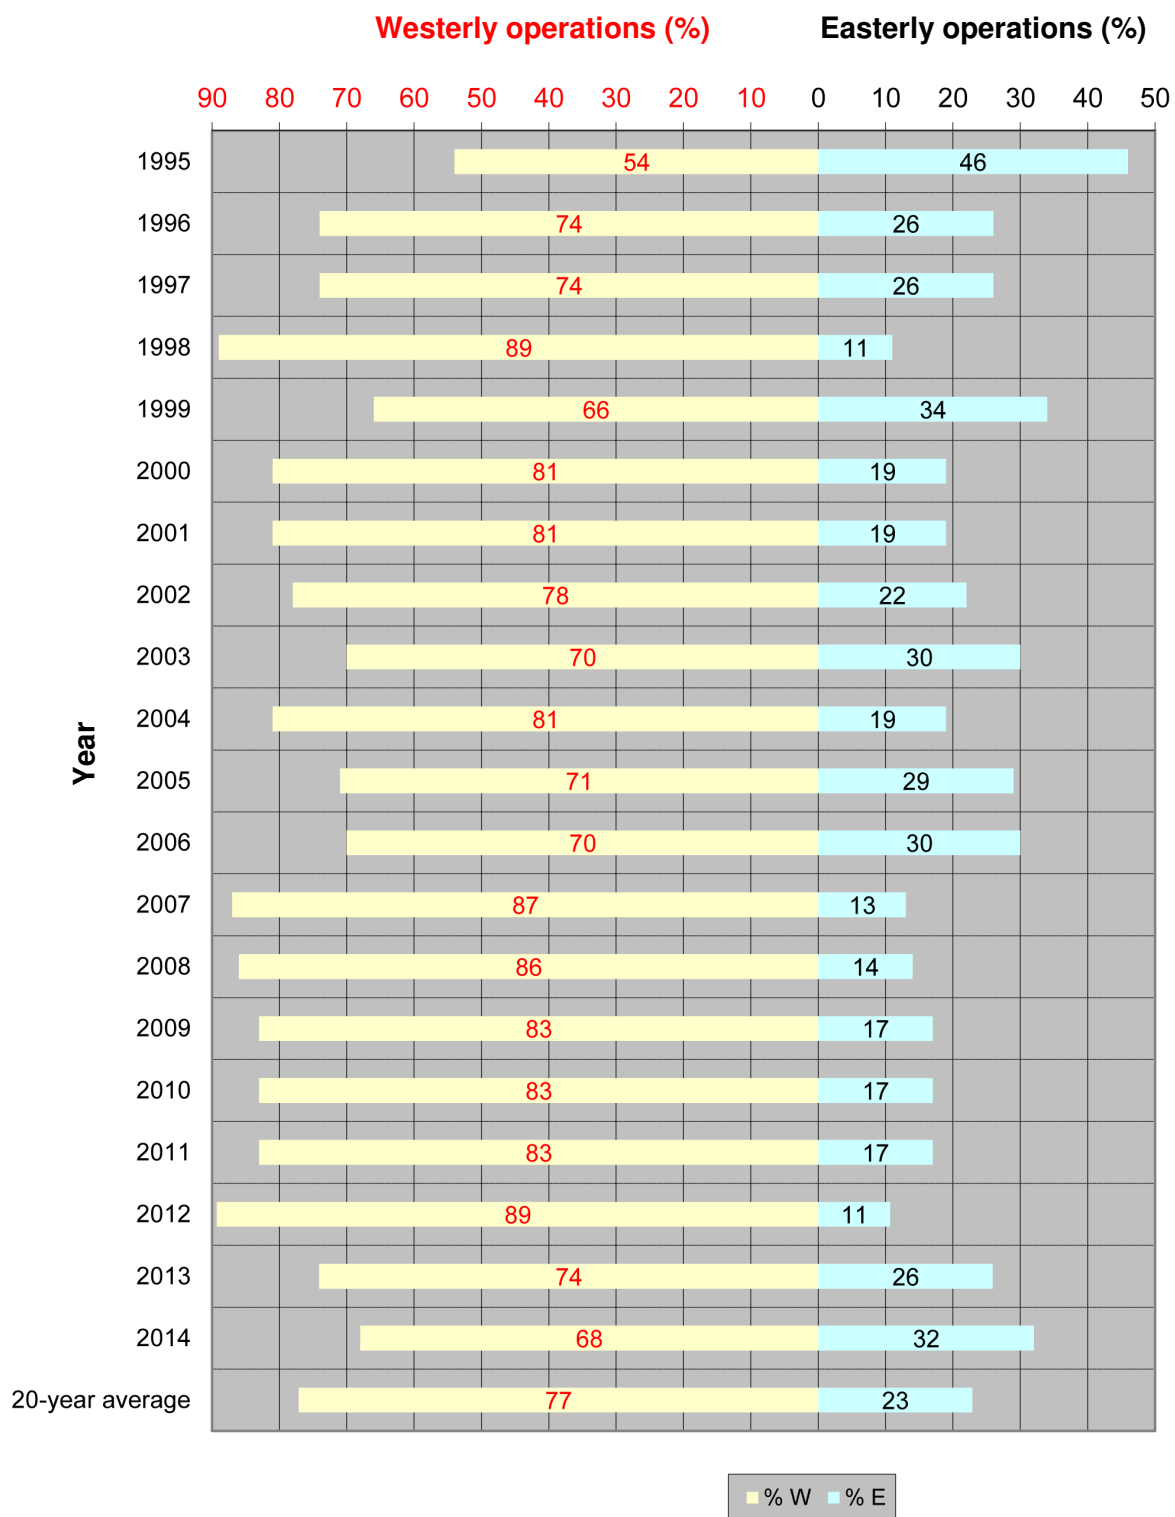 Westerly operations (%) Easterly operations (%)
90 80 70 60 50 40 30 20 10 0 10 20 30 40 50
1995 54 46
1996 74 26
1997 74 26
1998 89 11
1999 66 34
2000 81 19
2001 81 19
2002 78 22
2003 70 30
2004 81 19
Year
2005 71 29
2006 70 30
2007 87 13
2008 86 14
2009 83 17
2010 83 17
2011 83 17
2012 89 11
2013 74 26
2014 68 32
20-year average 77 23
% W % E